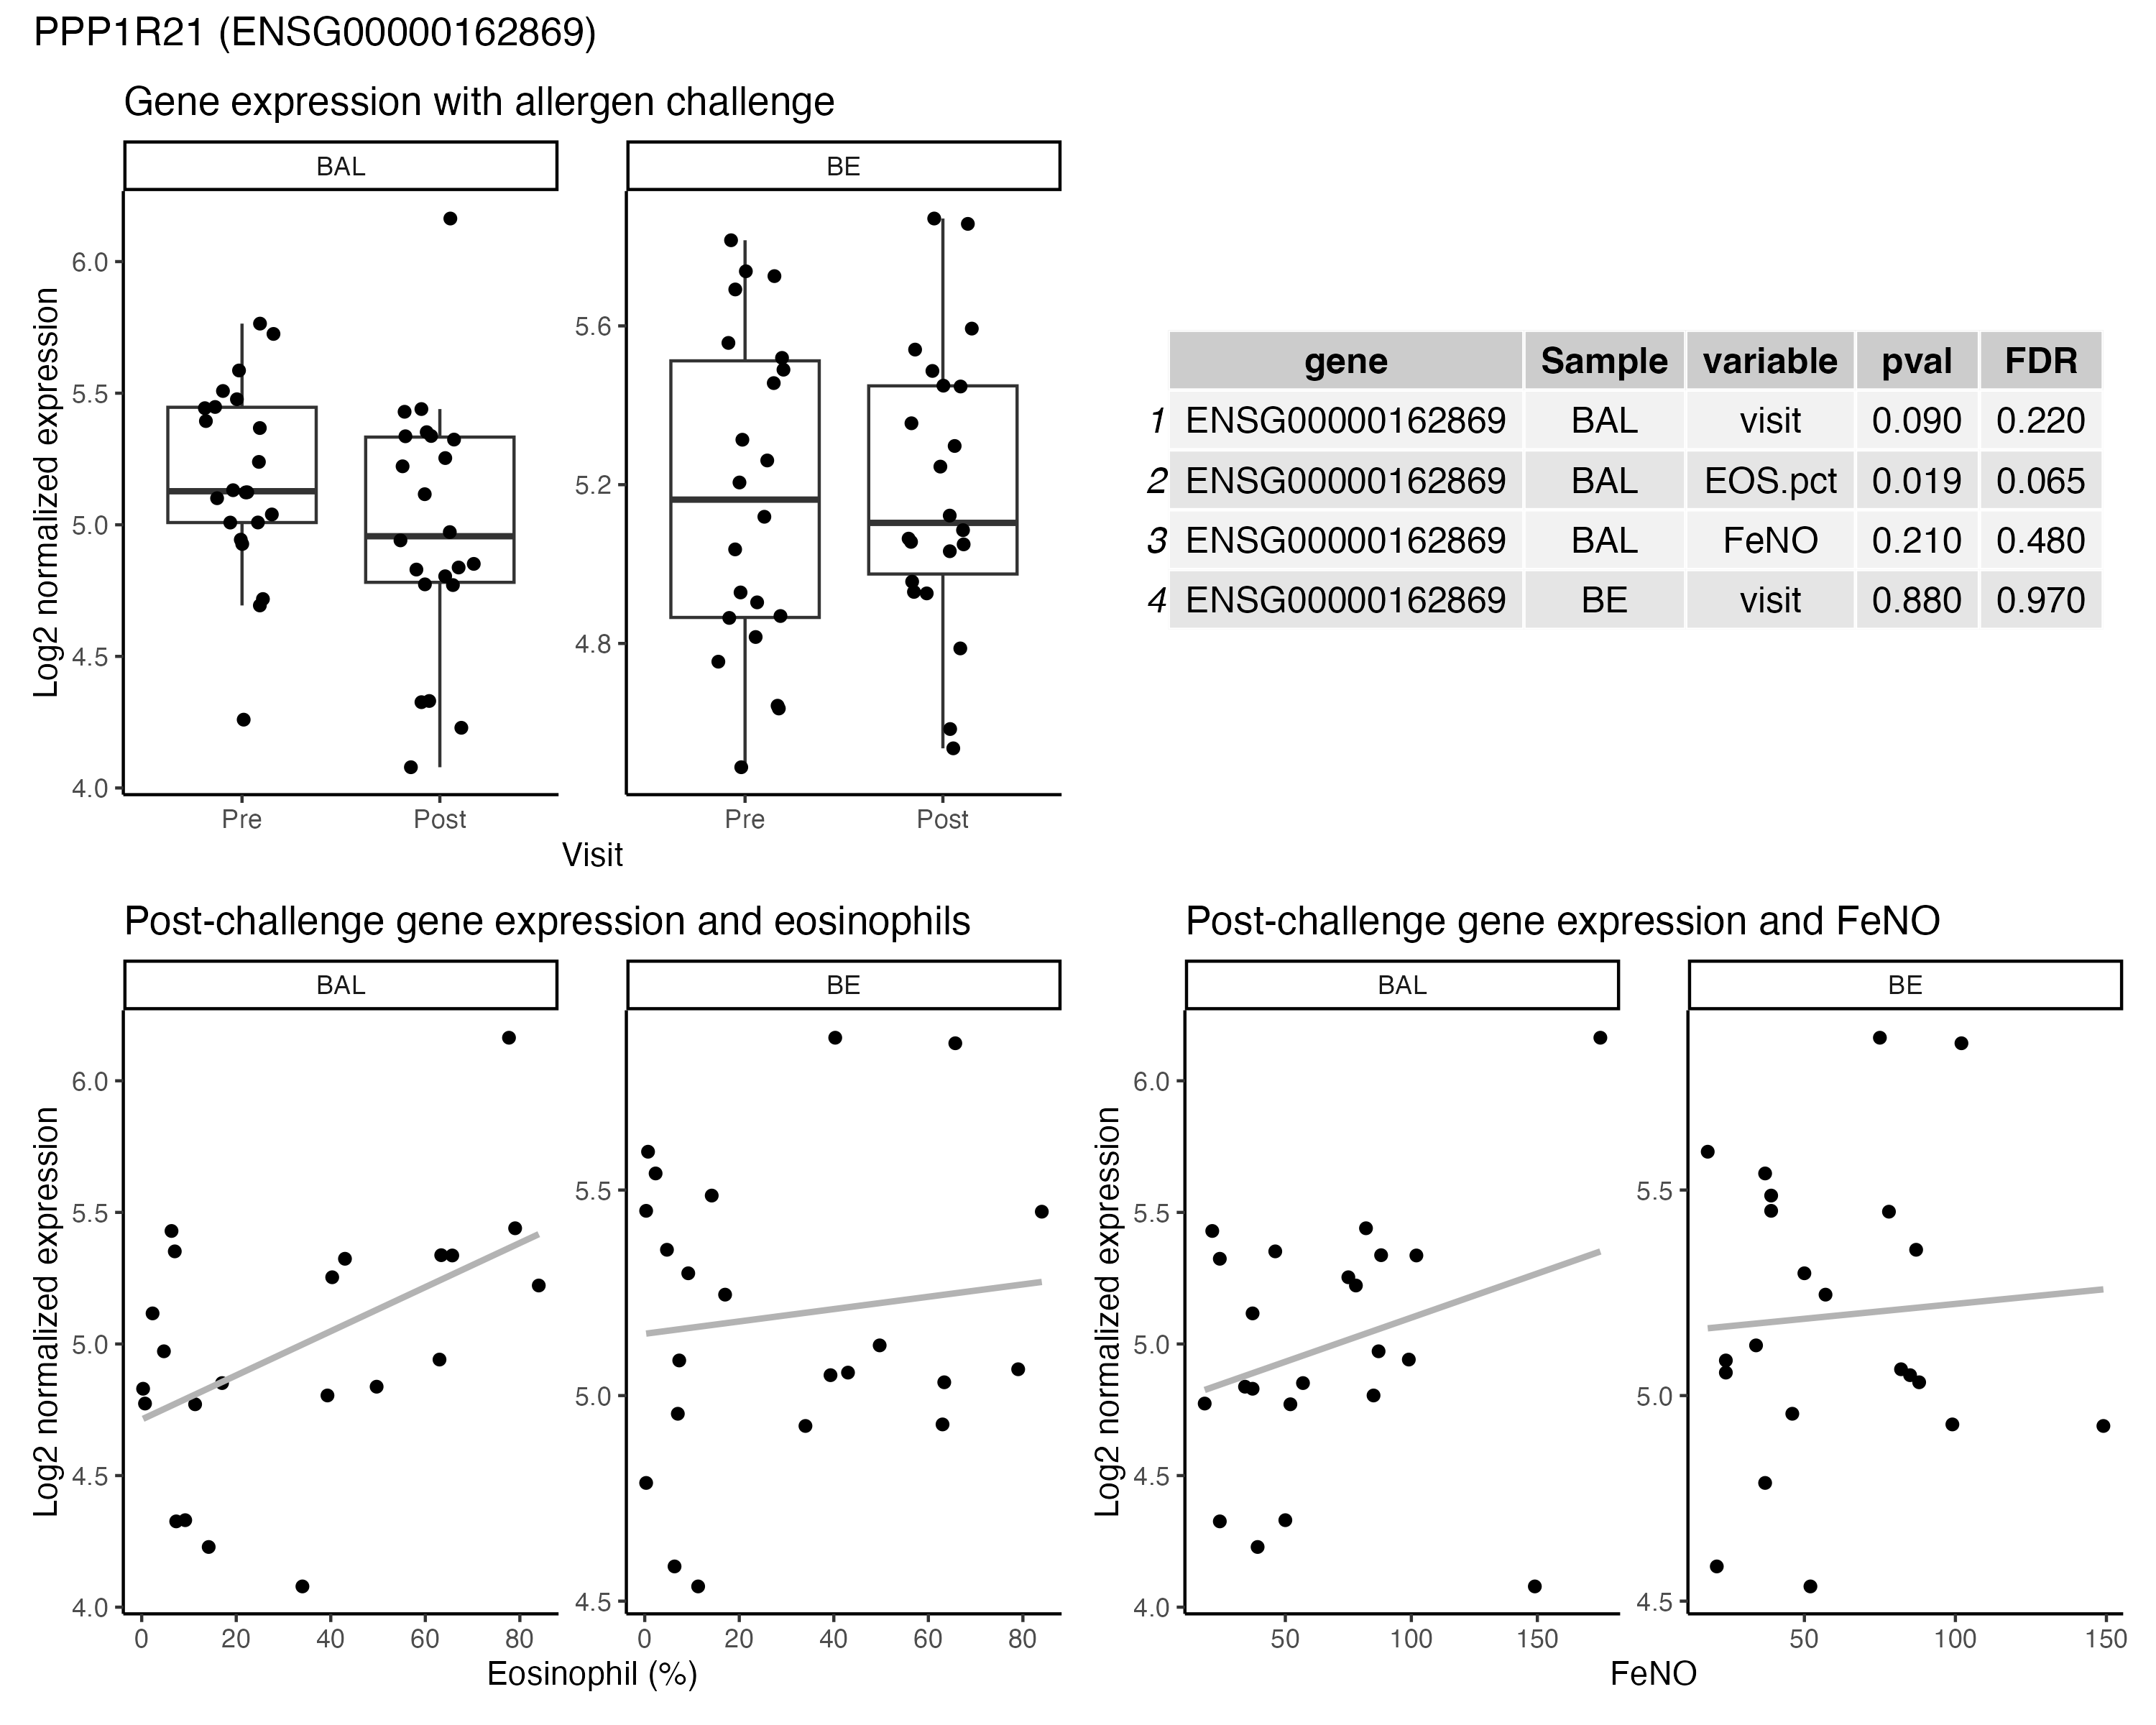 PPP1R21 (ENSG00000162869)
Gene expression with allergen challenge
BAL
BE
Log2 normalized expression
6.0
5.5
5.0
4.5
4.0
5.6
5.2
4.8
Pre
Post
Pre
Post
Visit
gene Sample variable pval FDR
1 ENSG00000162869 BAL visit 0.090 0.220
2 ENSG00000162869 BAL EOS.pct 0.019 0.065
3 ENSG00000162869 BAL FeNO 0.210 0.480
4 ENSG00000162869 BE visit 0.880 0.970
Post-challenge gene expression and eosinophils
BAL
BE
Log2 normalized expression
6.0
5.5
5.0
4.5
4.0
5.5
5.0
4.5
0 20 40 60 80
0 20 40 60 80
Eosinophil (%)
Post-challenge gene expression and FeNO
BAL
BE
Log2 normalized expression
6.0
5.5
5.0
4.5
4.0
5.5
5.0
4.5
50 100 150
50 100 150
FeNO